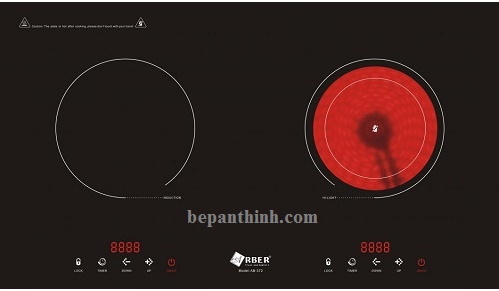 Caution: The plate is hot after cooking, please don't touch with your hand
INDUCTION
HI-LIGHT
bepanthinh.com
ARBER
Model: AB-372
8888
LOCK TIMER DOWN UP ON/OFF
8888
LOCK TIMER DOWN UP ON/OFF